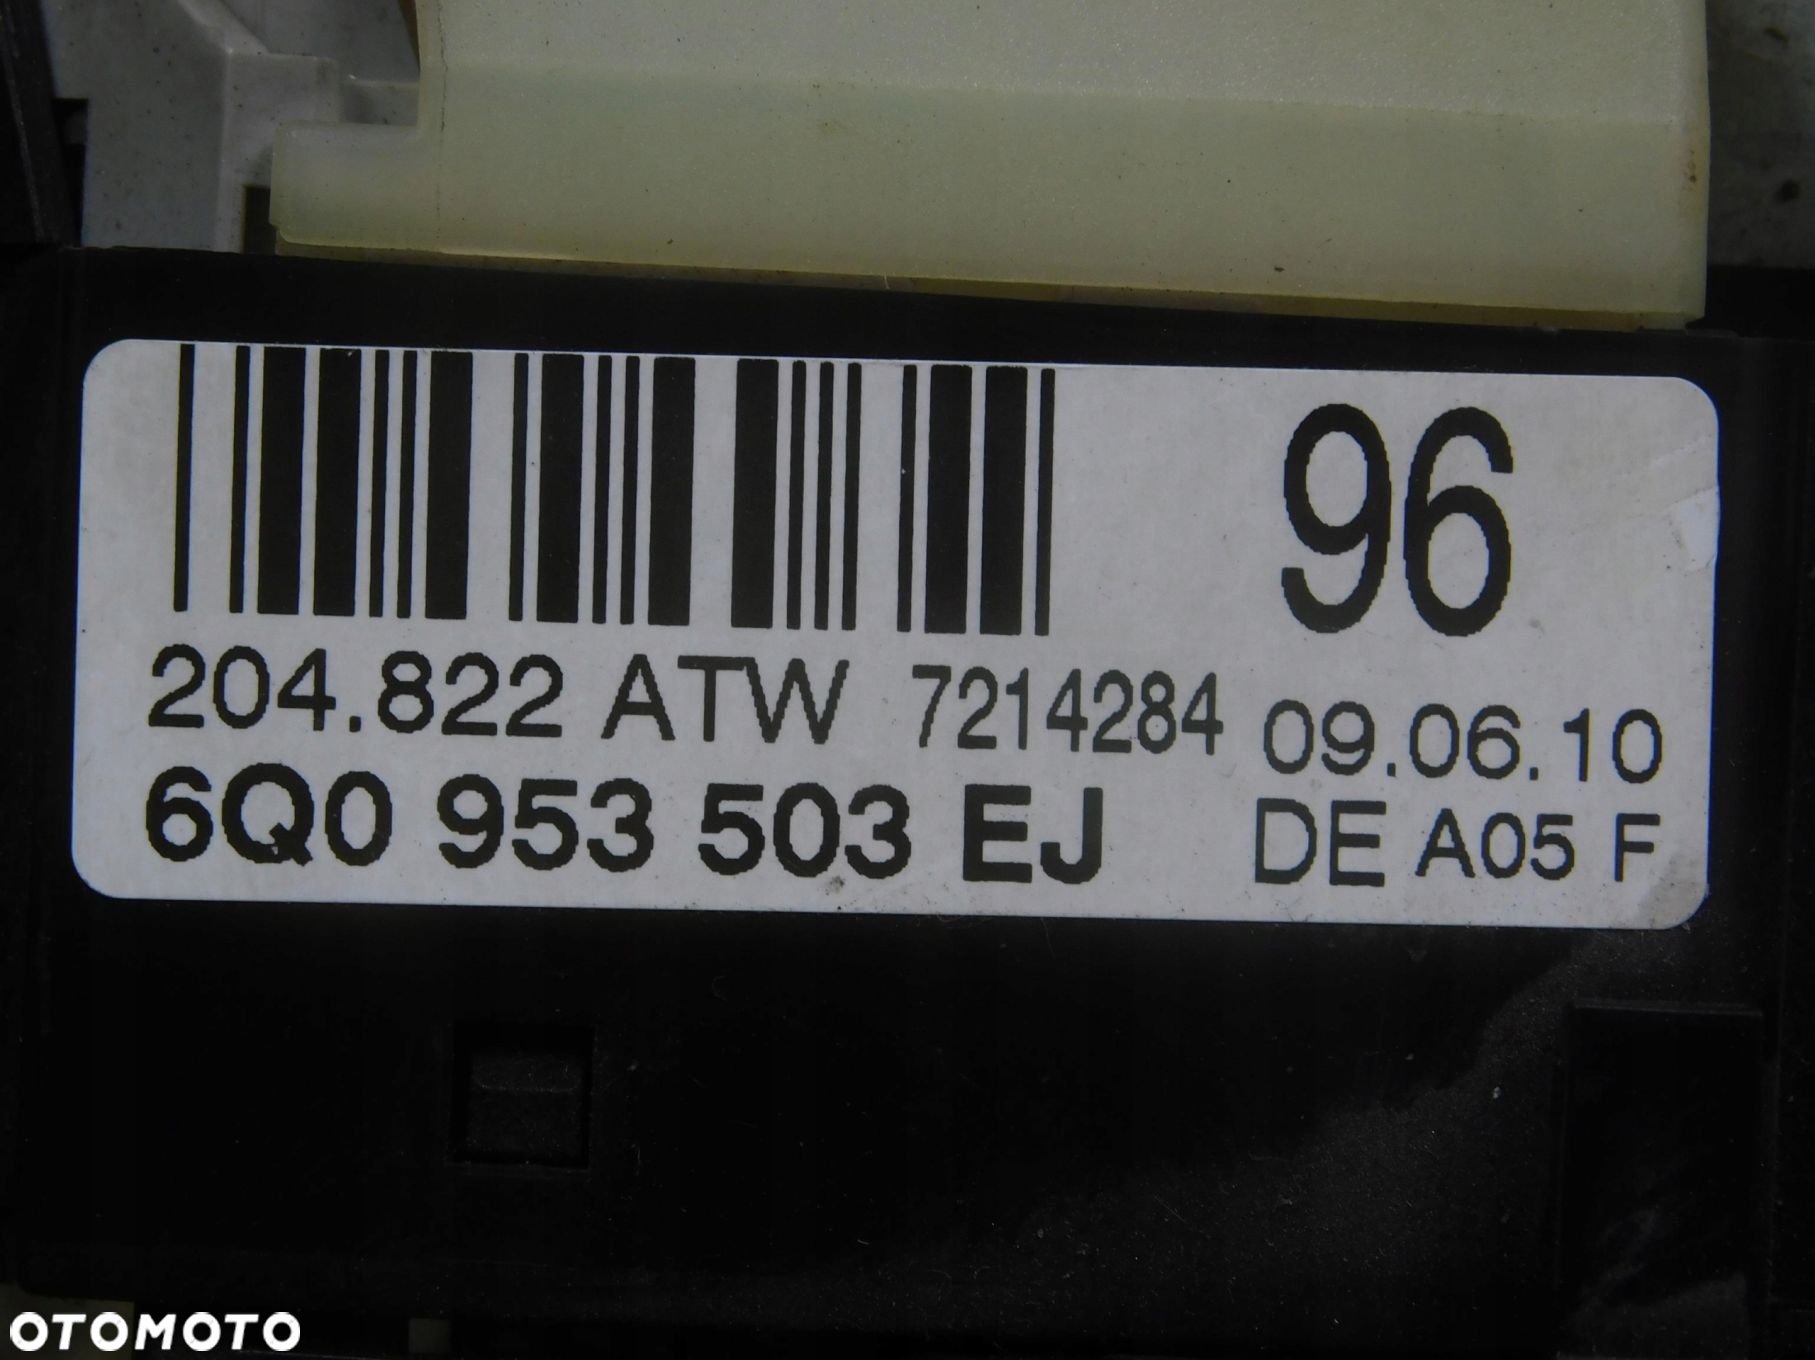 96
204.822 ATW 7214284 09.06.10
6Q0 953 503 EJ DE A05 F
OTOMOTO